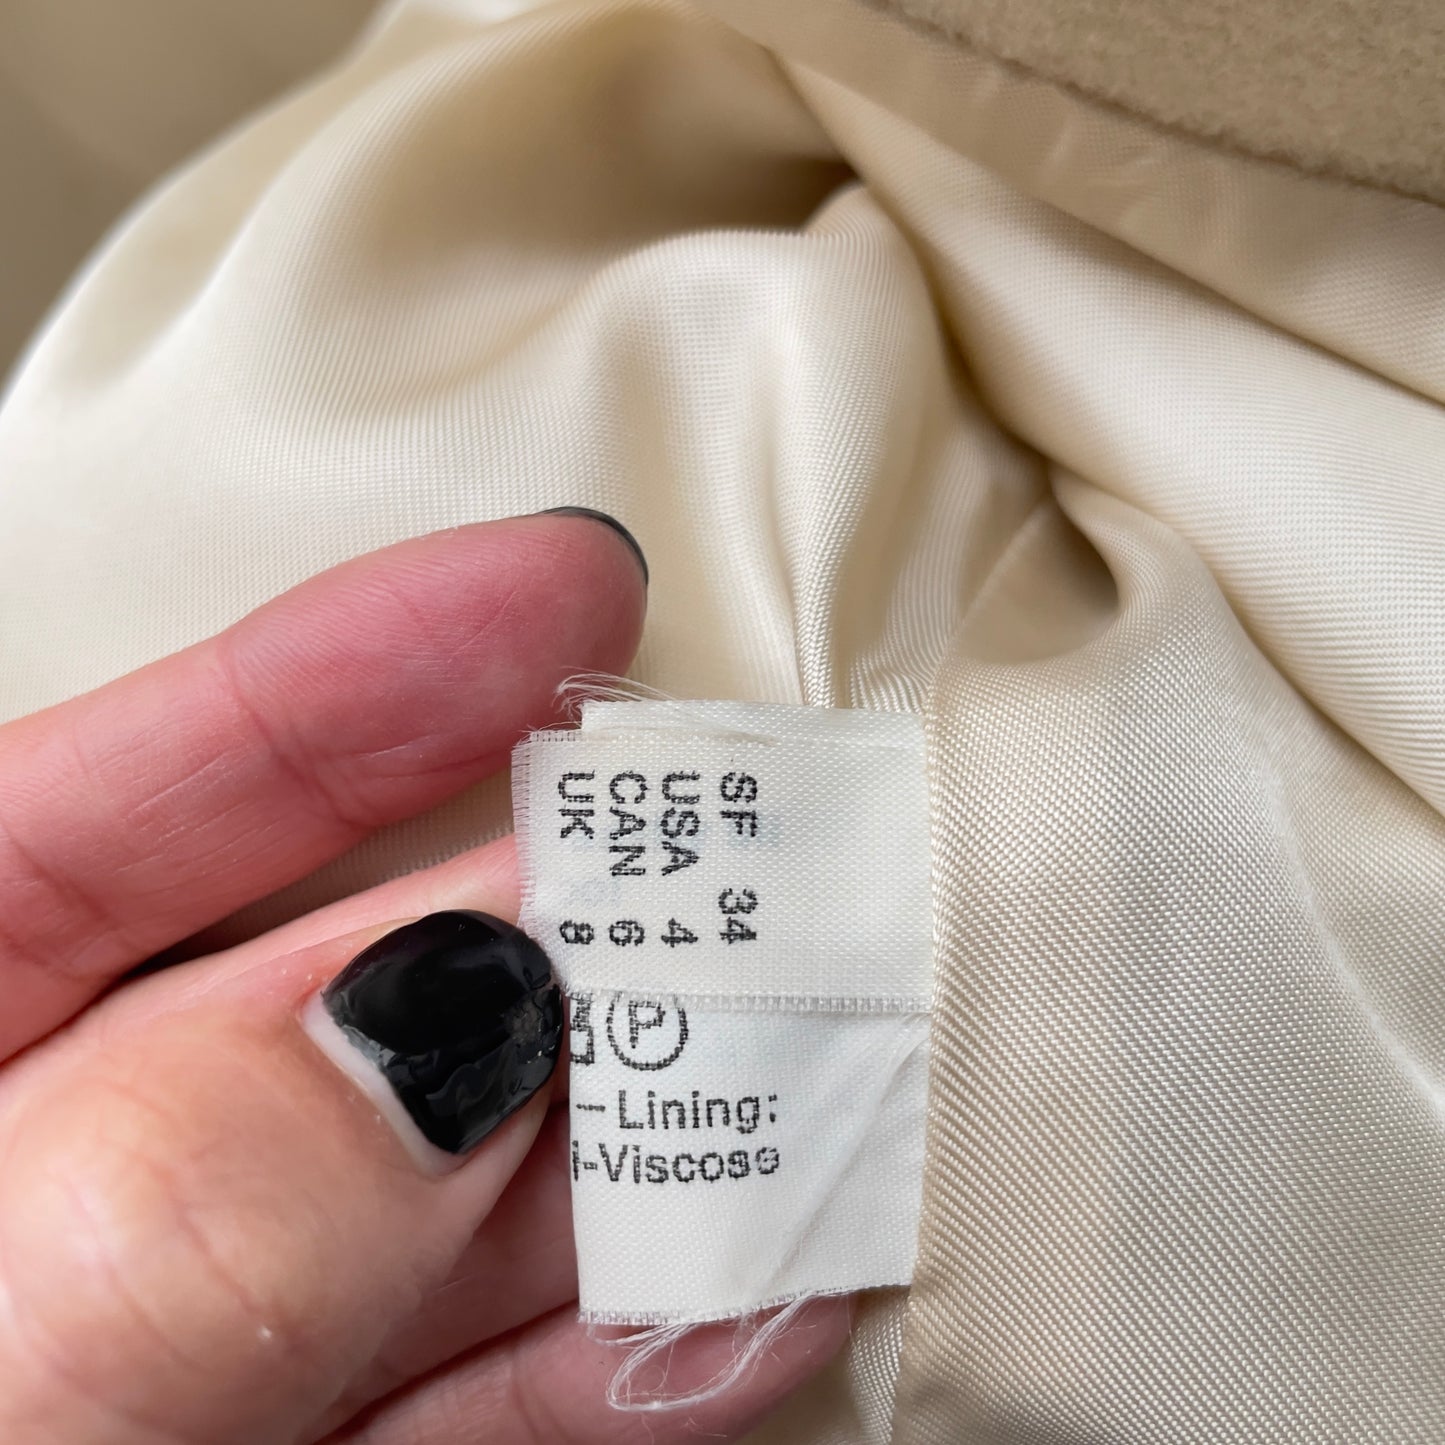 SF 34
USA 4
CAN 6
UK 8
P
– Lining:
i-Viscose